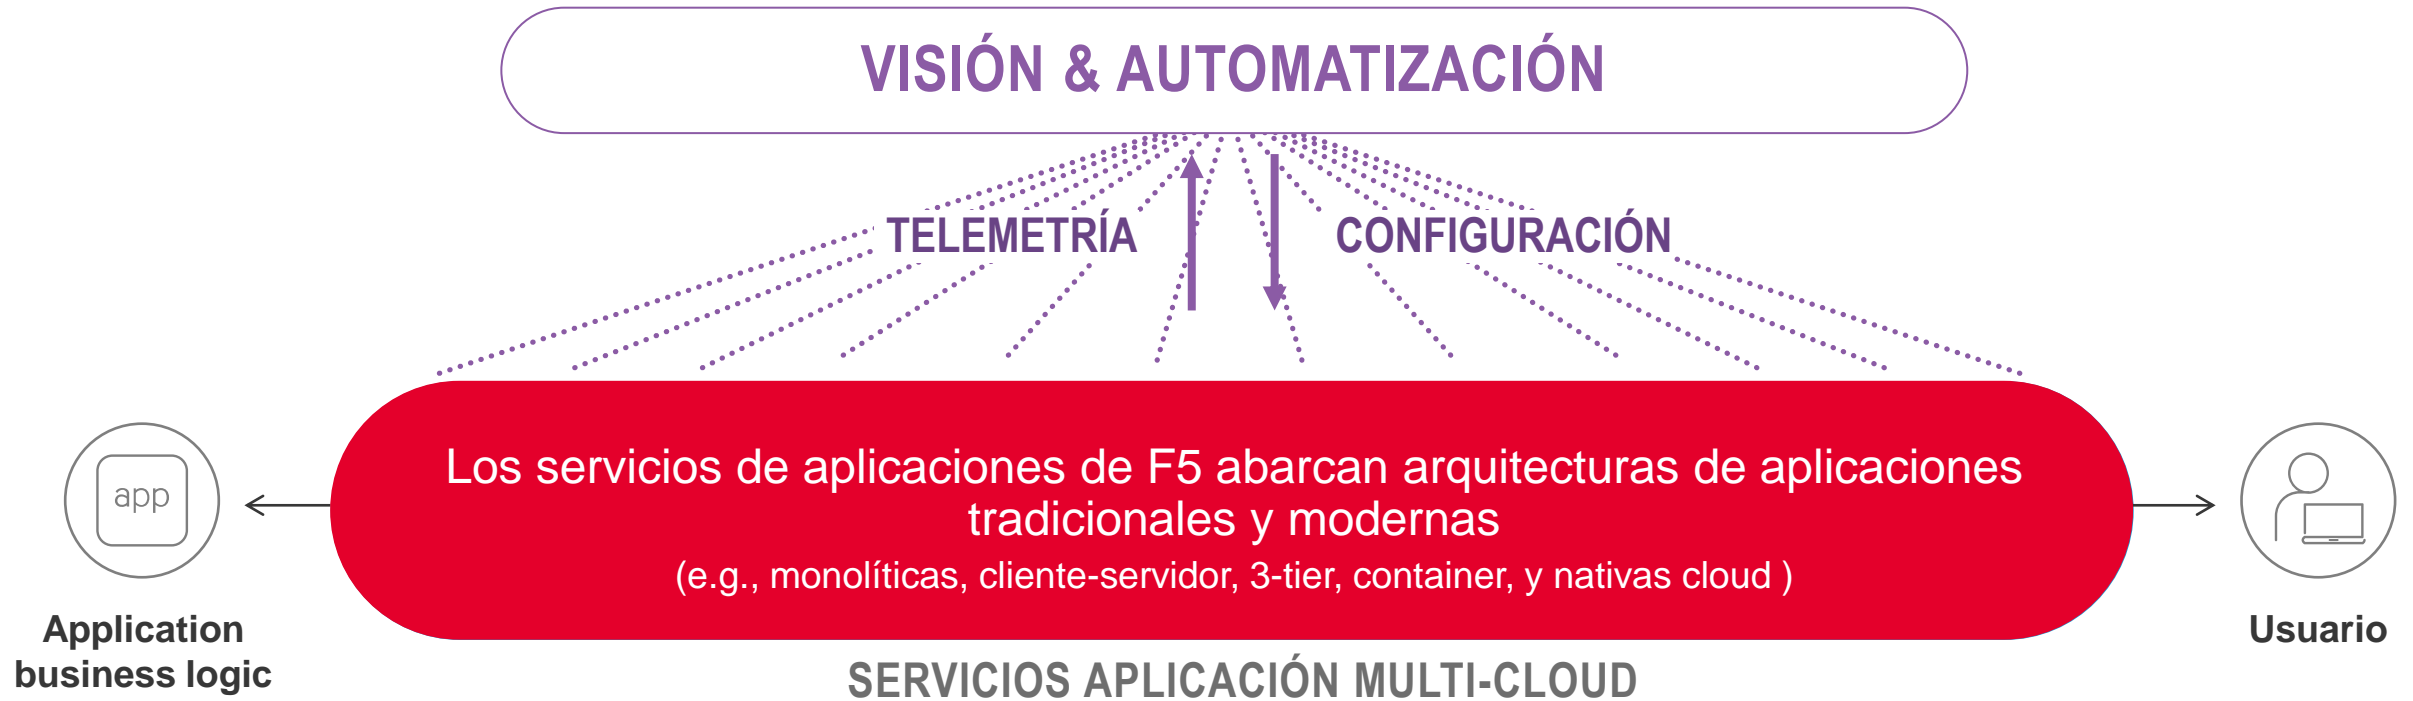 VISIÓN & AUTOMATIZACIÓN
TELEMETRÍA
CONFIGURACIÓN
Los servicios de aplicaciones de F5 abarcan arquitecturas de aplicaciones
tradicionales y modernas
(e.g., monolíticas, cliente-servidor, 3-tier, container, y nativas cloud )
app
Application
business logic
Usuario
SERVICIOS APLICACIÓN MULTI-CLOUD